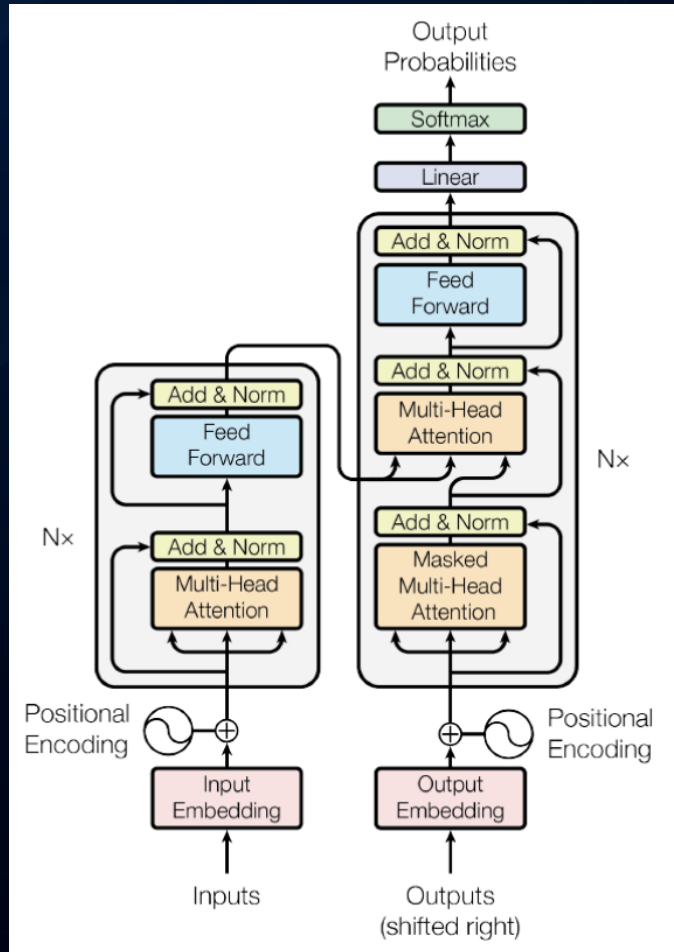 Output
Probabilities
Softmax
Linear
Add & Norm
Feed
Forward
Add & Norm
Multi-Head
Attention
Nx
Add & Norm
Masked
Multi-Head
Attention
Add & Norm
Feed
Forward
Nx
Add & Norm
Multi-Head
Attention
Positional
Encoding
Positional
Encoding
Input
Embedding
Output
Embedding
Inputs
Outputs
(shifted right)